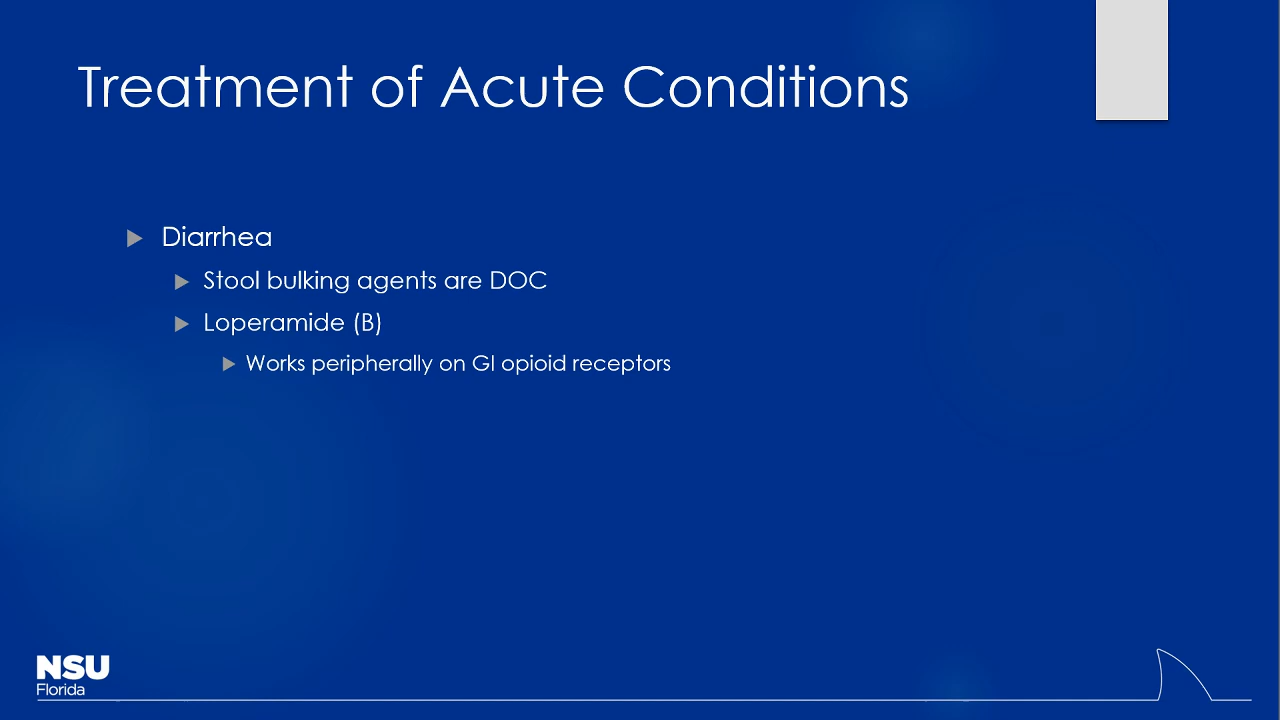 Treatment of Acute Conditions
Diarrhea
Stool bulking agents are DOC
Loperamide (B)
Works peripherally on GI opioid receptors
NSU
Florida